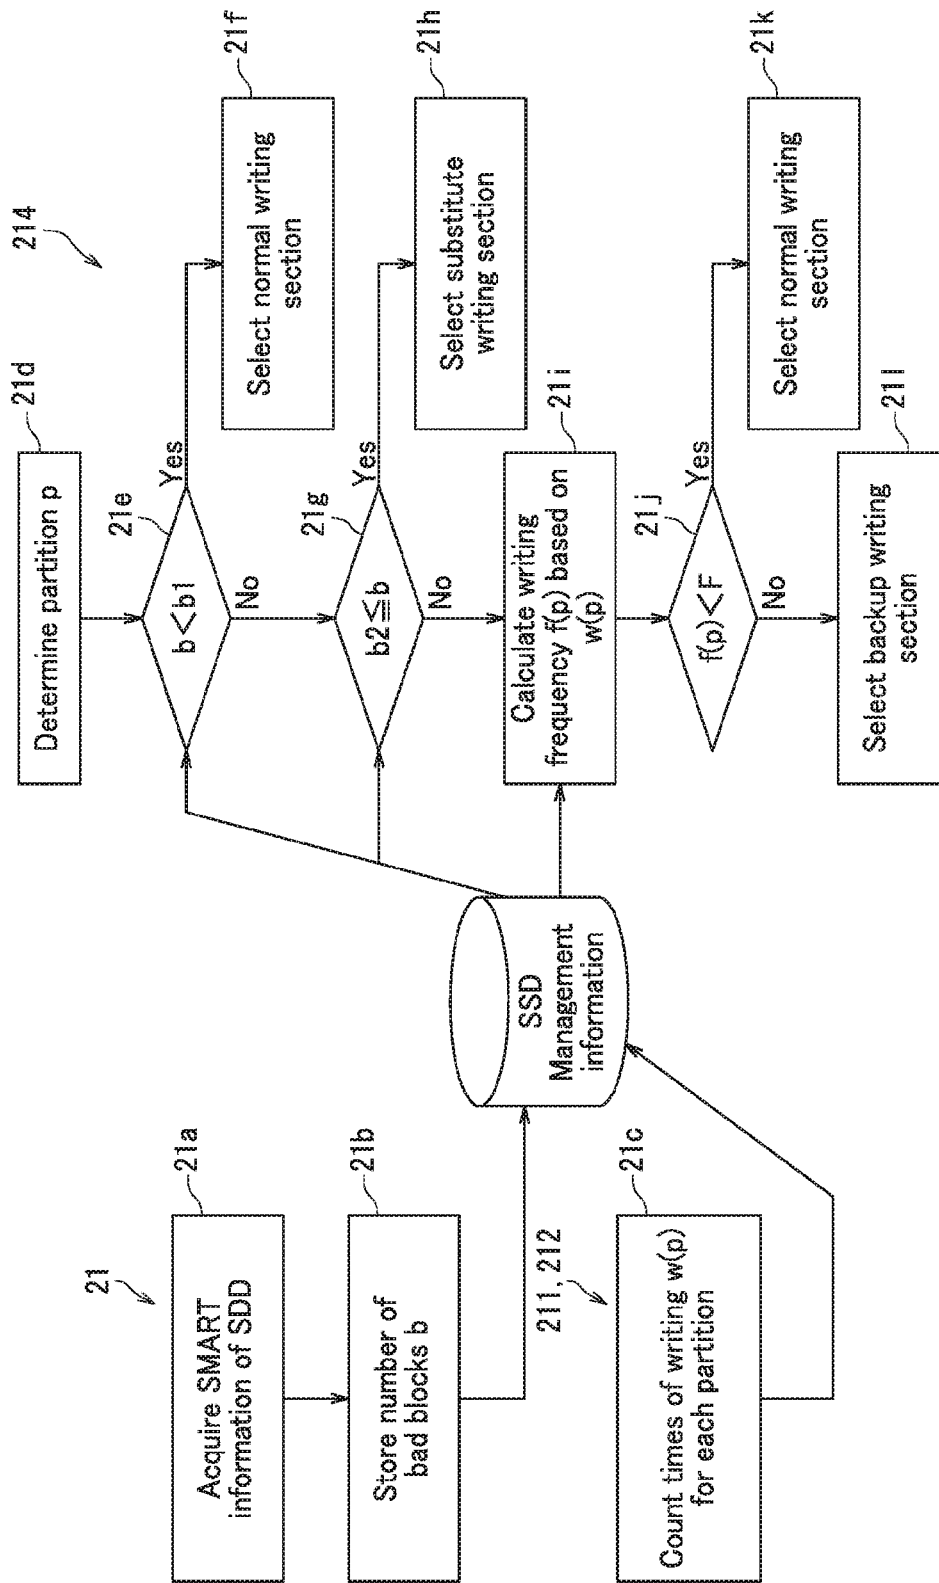 21
Acquire SMART
information of SDD
21a
Store number of
bad blocks b
21b
211, 212
Count times of writing w(p)
for each partition
21c
SSD
Management
information
214
Determine partition p
21d
b<b1
21e
Yes
No
Select normal writing
section
21f
b2≦b
21g
Yes
No
Select substitute
writing section
21h
Calculate writing
frequency f(p) based on
w(p)
21i
f(p)<F
21j
Yes
No
Select normal writing
section
21k
Select backup writing
section
21l